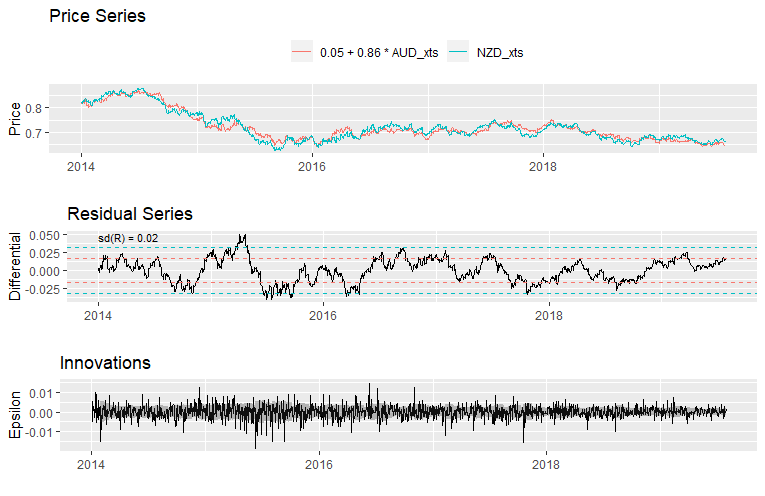 Price Series
0.05 + 0.86 * AUD_xts NZD_xts
Price
0.8
0.7
2014 2016 2018
Residual Series
Differential
0.050
0.025
0.000
-0.025
sd(R) = 0.02
2014 2016 2018
Innovations
Epsilon
0.01
0.00
-0.01
2014 2016 2018